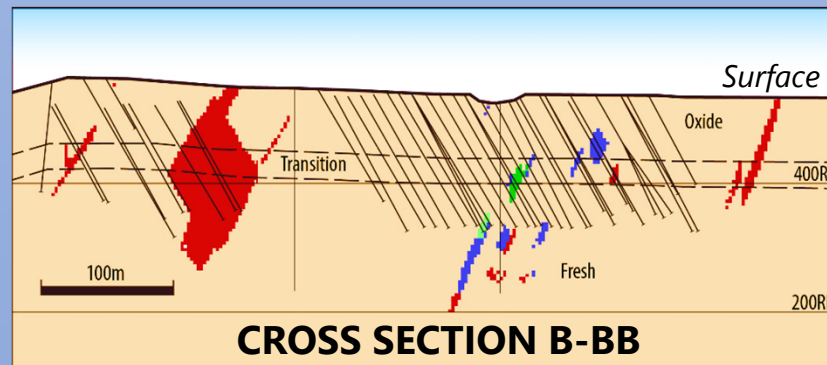 Surface
Oxide
Transition
400R
100m
Fresh
200R
CROSS SECTION B-BB